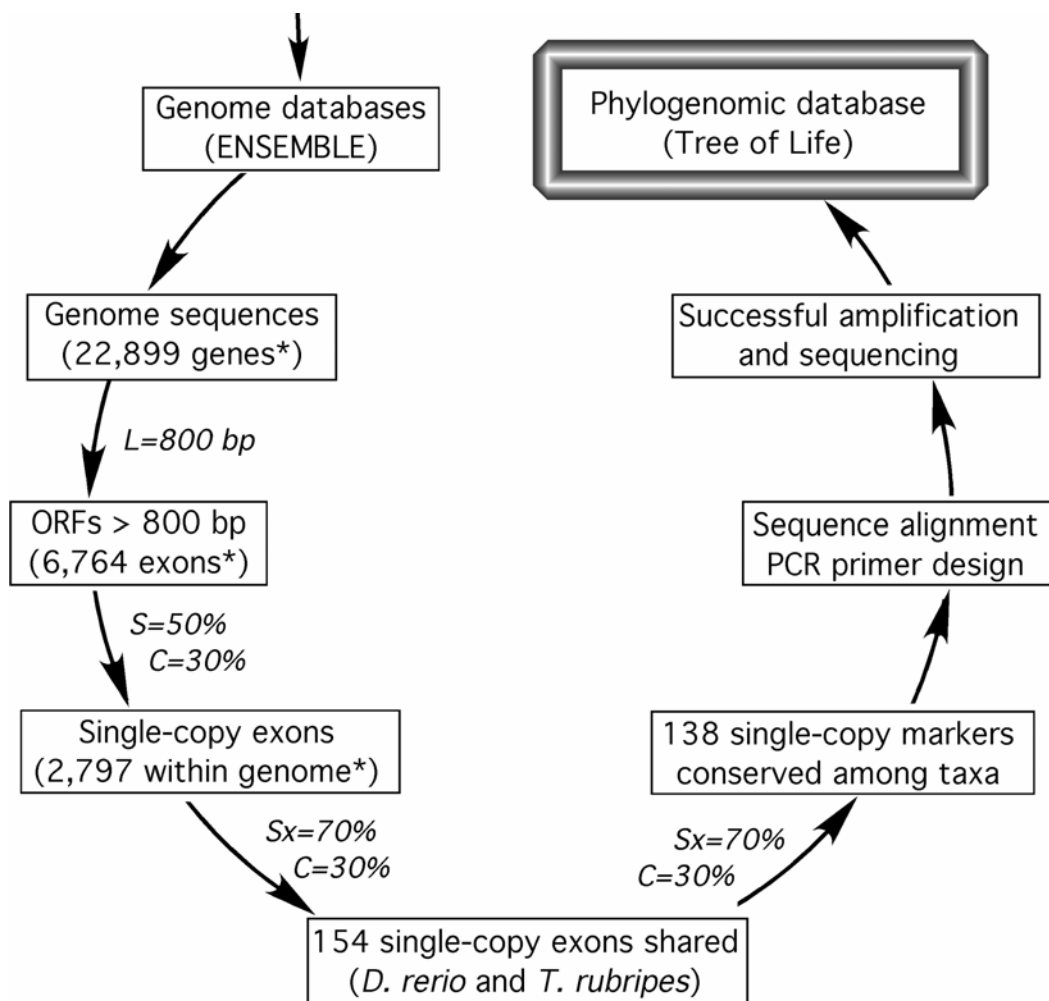 Genome databases
(ENSEMBLE)
Genome sequences
(22,899 genes*)
L=800 bp
ORFs > 800 bp
(6,764 exons*)
S=50%
C=30%
Single-copy exons
(2,797 within genome*)
Sx=70%
C=30%
154 single-copy exons shared
(D. rerio and T. rubripes)
Sx=70%
C=30%
138 single-copy markers
conserved among taxa
Sequence alignment
PCR primer design
Successful amplification
and sequencing
Phylogenomic database
(Tree of Life)